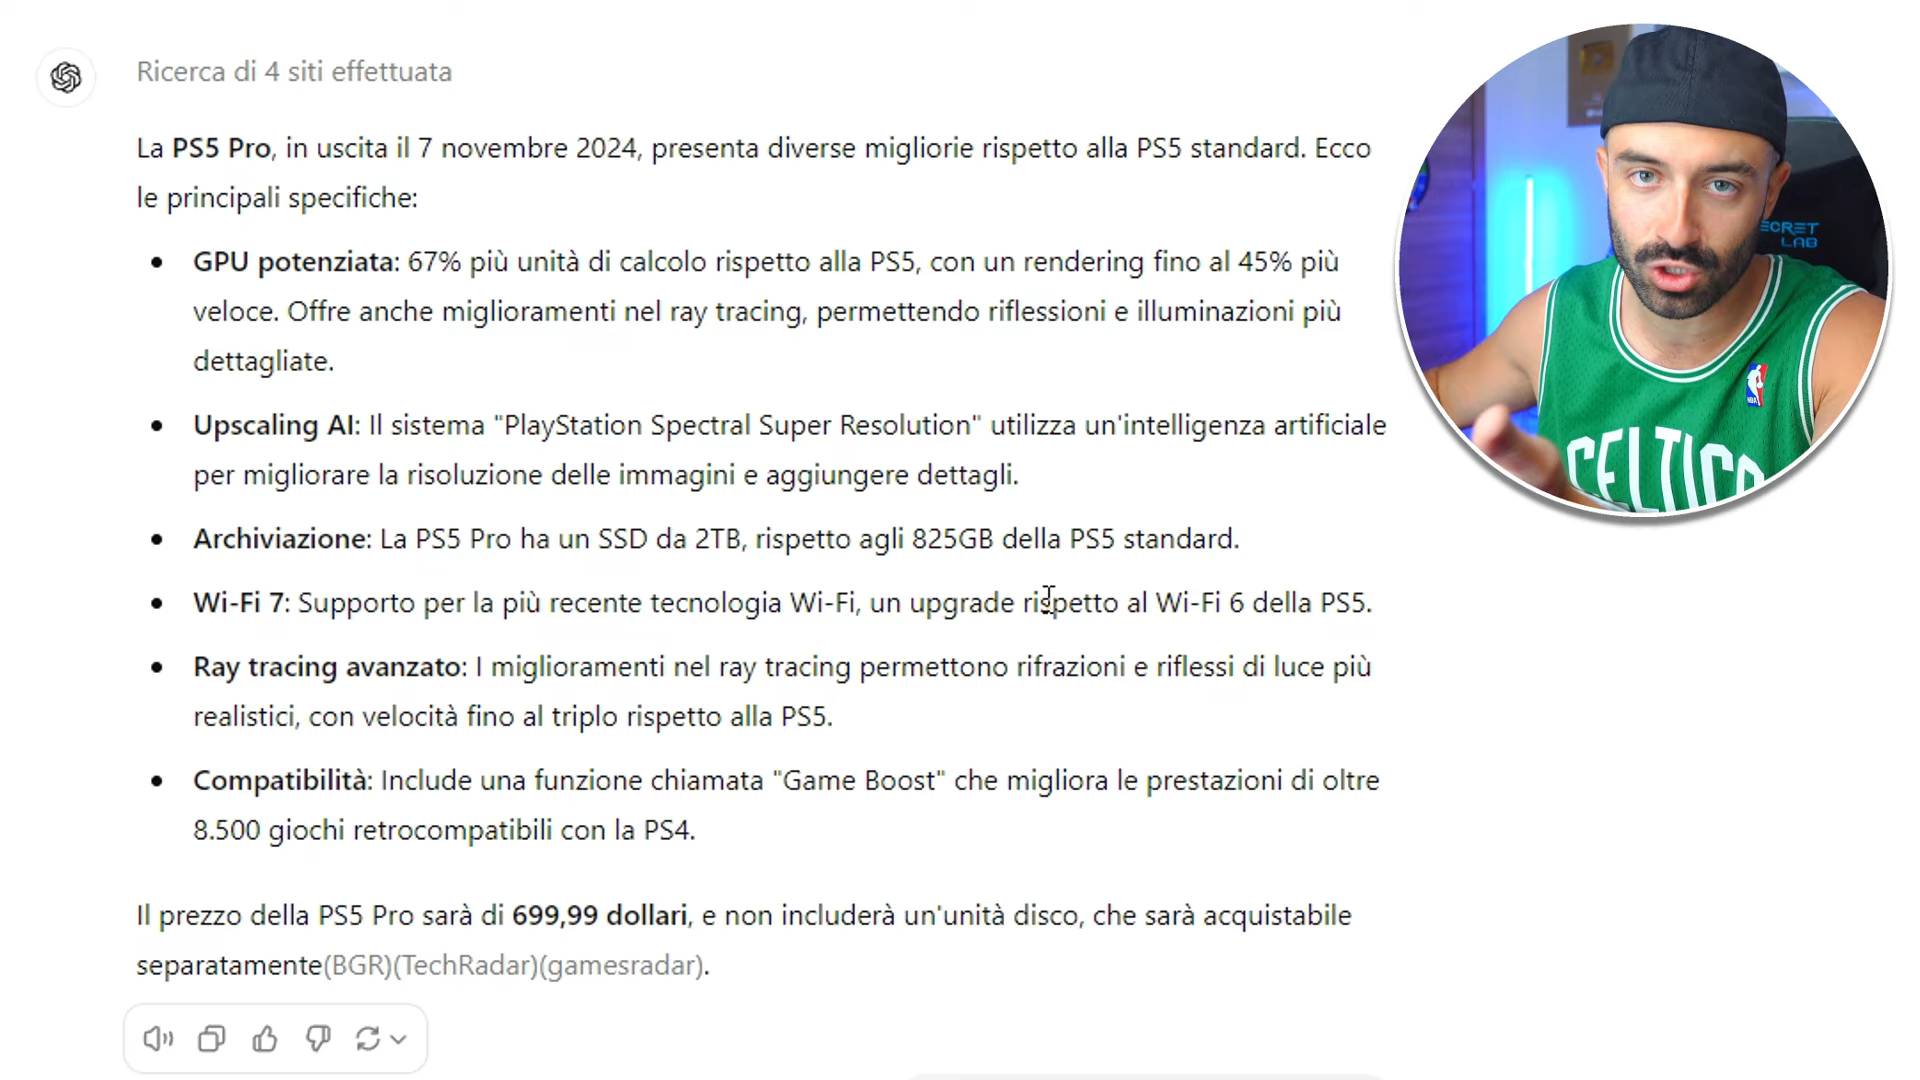 Ricerca di 4 siti effettuata
La PS5 Pro, in uscita il 7 novembre 2024, presenta diverse migliorie rispetto alla PS5 standard. Ecco
le principali specifiche:
GPU potenziata: 67% più unità di calcolo rispetto alla PS5, con un rendering fino al 45% più
veloce. Offre anche miglioramenti nel ray tracing, permettendo riflessioni e illuminazioni più
dettagliate.
Upscaling AI: Il sistema "PlayStation Spectral Super Resolution" utilizza un'intelligenza artificiale
per migliorare la risoluzione delle immagini e aggiungere dettagli.
Archiviazione: La PS5 Pro ha un SSD da 2TB, rispetto agli 825GB della PS5 standard.
Wi-Fi 7: Supporto per la più recente tecnologia Wi-Fi, un upgrade rispetto al Wi-Fi 6 della PS5.
Ray tracing avanzato: I miglioramenti nel ray tracing permettono rifrazioni e riflessi di luce più
realistici, con velocità fino al triplo rispetto alla PS5.
Compatibilità: Include una funzione chiamata "Game Boost" che migliora le prestazioni di oltre
8.500 giochi retrocompatibili con la PS4.
Il prezzo della PS5 Pro sarà di 699,99 dollari, e non includerà un'unità disco, che sarà acquistabile
separatamente(BGR)(TechRadar)(gamesradar).
ECRET
LAB
NBA
CELTICS